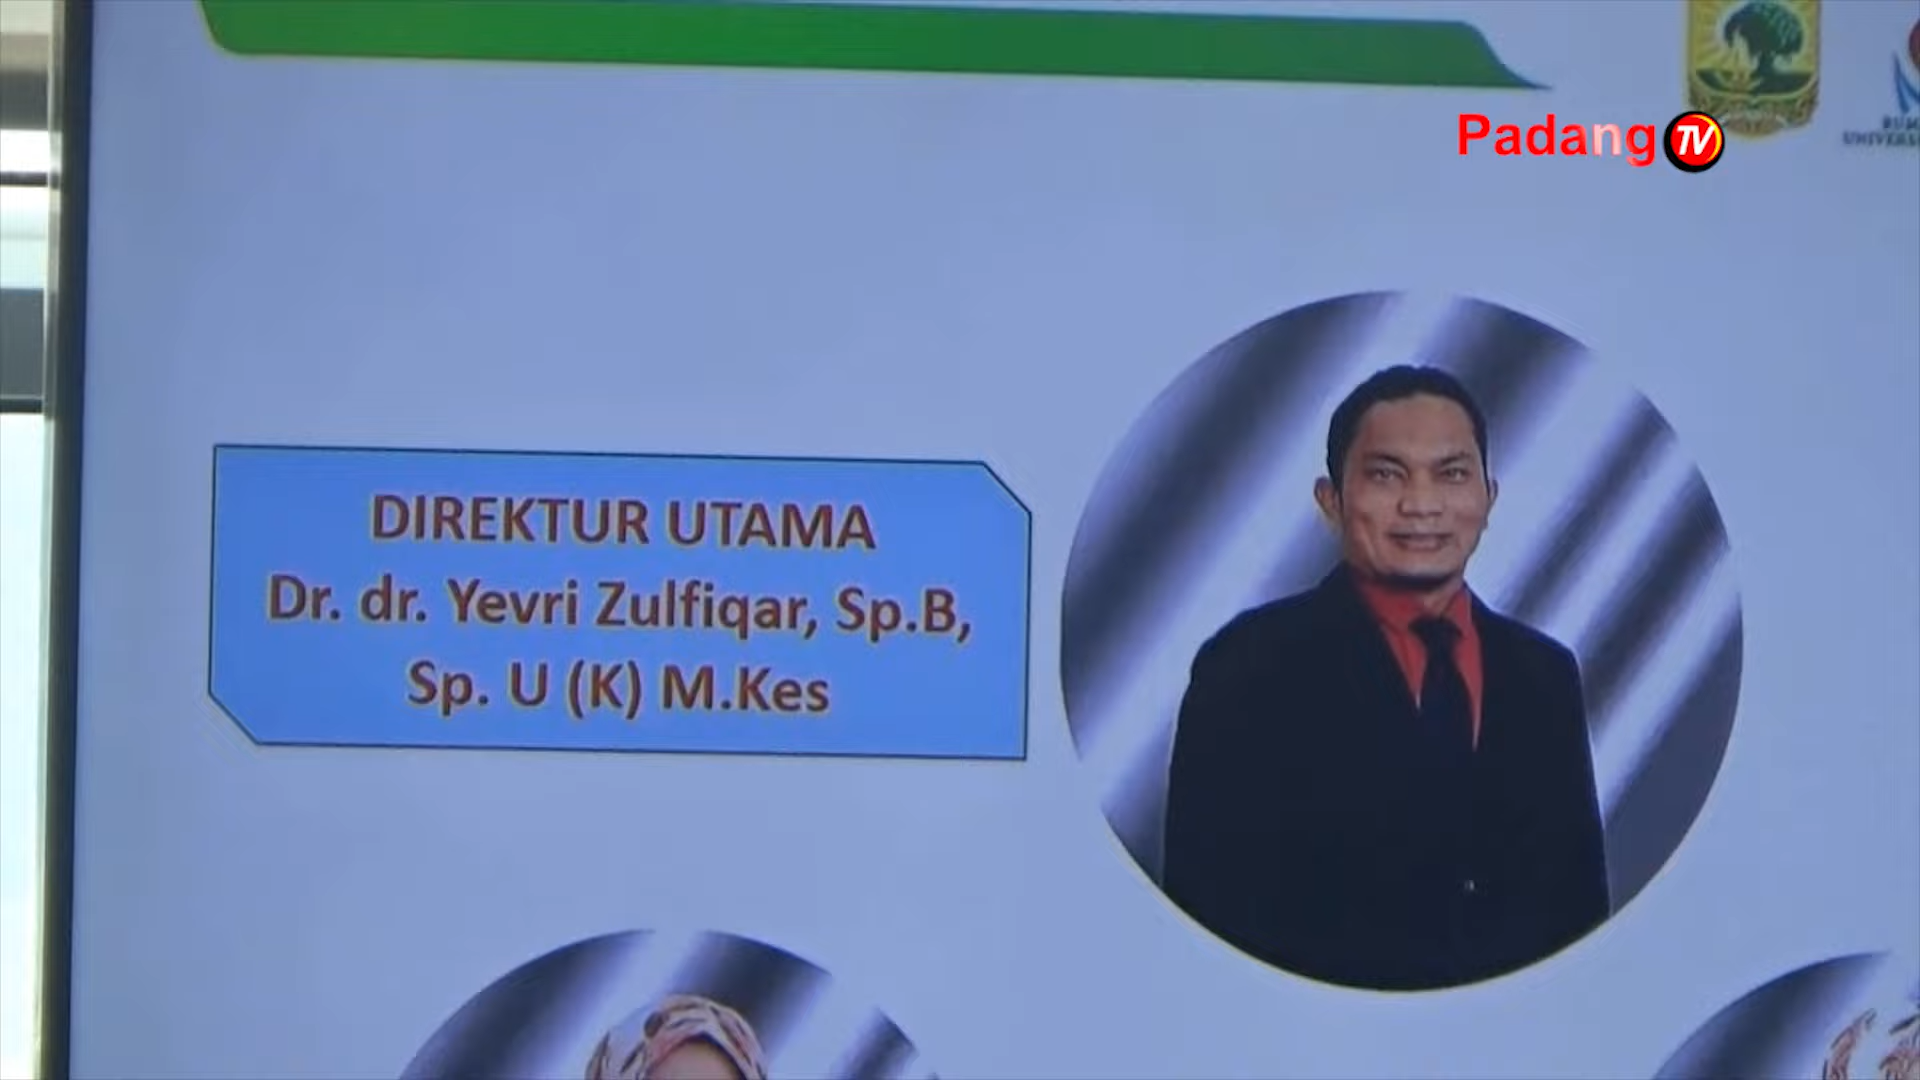 Padang TV
DIREKTUR UTAMA
Dr. dr. Yevri Zulfiqar, Sp.B,
Sp. U (K) M.Kes